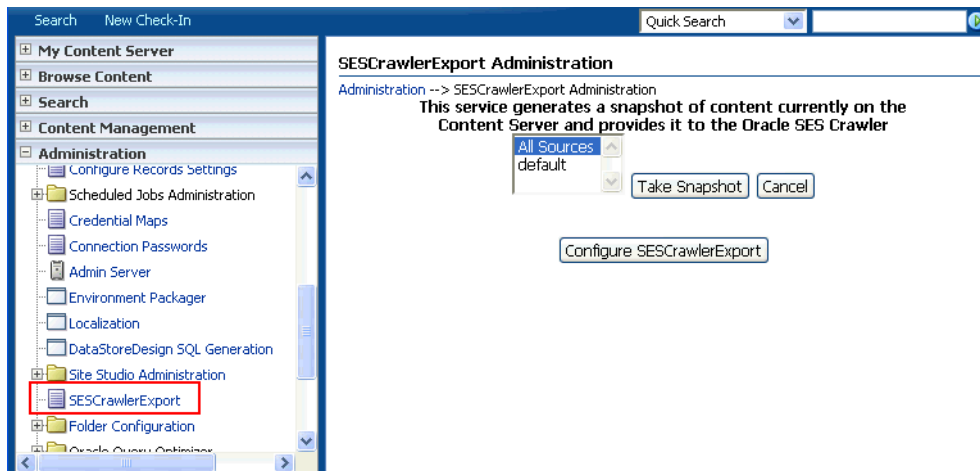 Search New Check-In
Quick Search
My Content Server
Browse Content
Search
Content Management
Administration
Configure Records Settings
Scheduled Jobs Administration
Credential Maps
Connection Passwords
Admin Server
Environment Packager
Localization
DataStoreDesign SQL Generation
Site Studio Administration
SESCrawlerExport
Folder Configuration
Oracle Query Optimizer
SESCrawlerExport Administration
Administration --> SESCrawlerExport Administration
This service generates a snapshot of content currently on the
Content Server and provides it to the Oracle SES Crawler
All Sources
default
Take Snapshot Cancel
Configure SESCrawlerExport